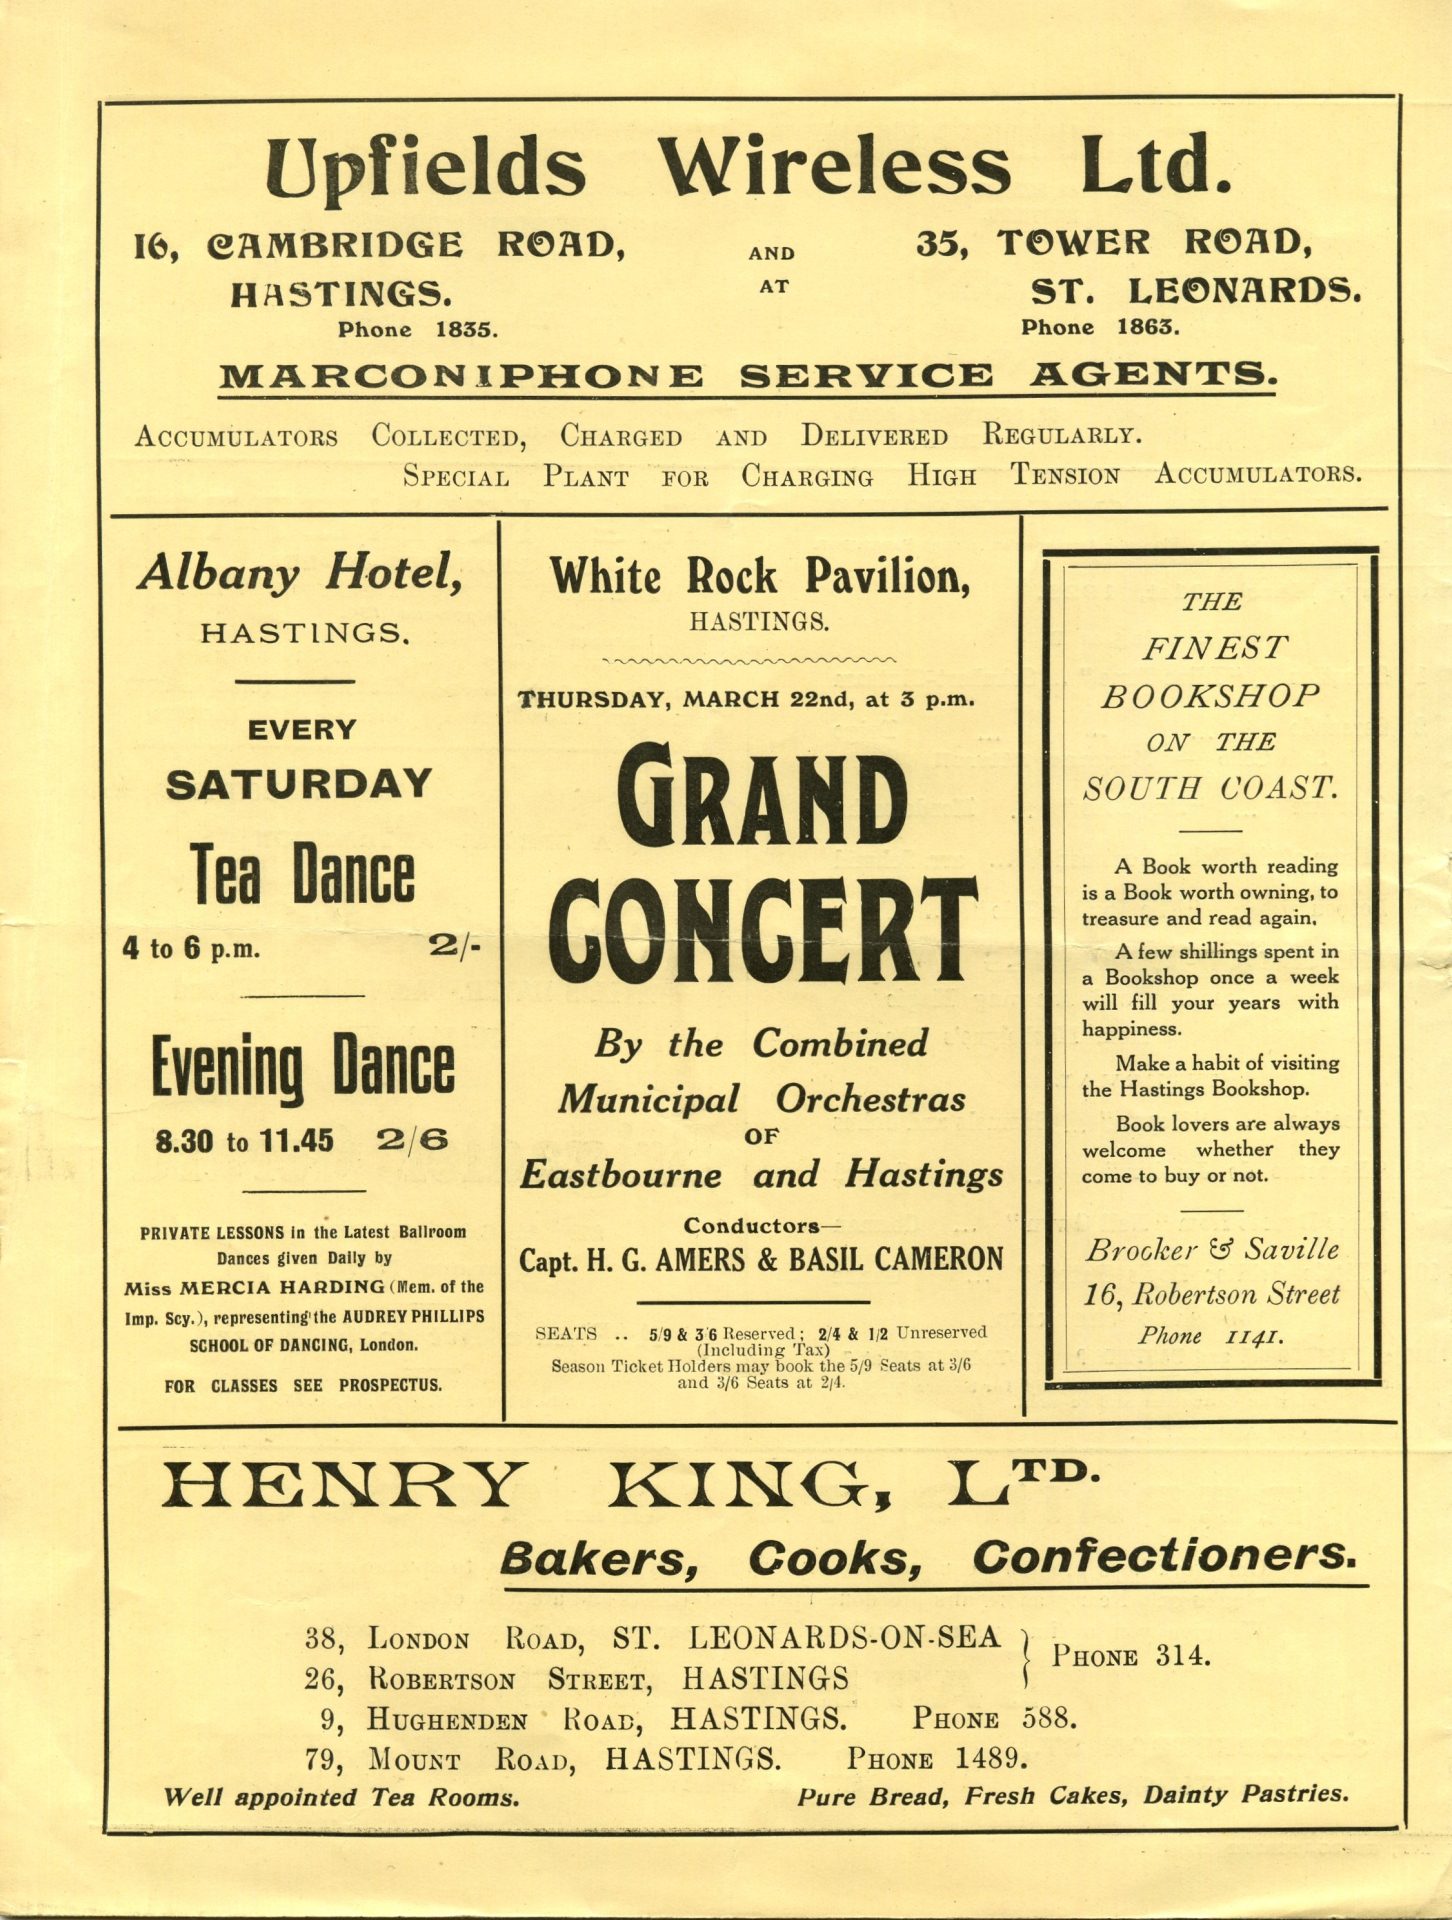 Upfields Wireless Ltd.
16, CAMBRIDGE ROAD,
HASTINGS.
Phone 1835.
AND
AT
35, TOWER ROAD,
ST. LEONARDS.
Phone 1863.
MARCONIPHONE SERVICE AGENTS.
ACCUMULATORS COLLECTED, CHARGED AND DELIVERED REGULARLY.
SPECIAL PLANT FOR CHARGING HIGH TENSION ACCUMULATORS.
Albany Hotel,
HASTINGS.
EVERY
SATURDAY
Tea Dance
4 to 6 p.m. 2/-
Evening Dance
8.30 to 11.45 2/6
PRIVATE LESSONS in the Latest Ballroom
Dances given Daily by
Miss MERCIA HARDING (Mem. of the
Imp. Scy.), representing the AUDREY PHILLIPS
SCHOOL OF DANCING, London.
FOR CLASSES SEE PROSPECTUS.
White Rock Pavilion,
HASTINGS.
THURSDAY, MARCH 22nd, at 3 p.m.
GRAND
CONCERT
By the Combined
Municipal Orchestras
OF
Eastbourne and Hastings
Conductors—
Capt. H. G. AMERS & BASIL CAMERON
SEATS .. 5/9 & 3/6 Reserved; 2/4 & 1/2 Unreserved
(Including Tax)
Season Ticket Holders may book the 5/9 Seats at 3/6
and 3/6 Seats at 2/4.
THE
FINEST
BOOKSHOP
ON THE
SOUTH COAST.
A Book worth reading
is a Book worth owning, to
treasure and read again.
A few shillings spent in
a Bookshop once a week
will fill your years with
happiness.
Make a habit of visiting
the Hastings Bookshop.
Book lovers are always
welcome whether they
come to buy or not.
Brocker & Saville
16, Robertson Street
Phone 1141.
HENRY KING, LTD.
Bakers, Cooks, Confectioners.
38, LONDON ROAD, ST. LEONARDS-ON-SEA
26, ROBERTSON STREET, HASTINGS
PHONE 314.
9, HUGHENDEN ROAD, HASTINGS. PHONE 588.
79, MOUNT ROAD, HASTINGS. PHONE 1489.
Well appointed Tea Rooms. Pure Bread, Fresh Cakes, Dainty Pastries.